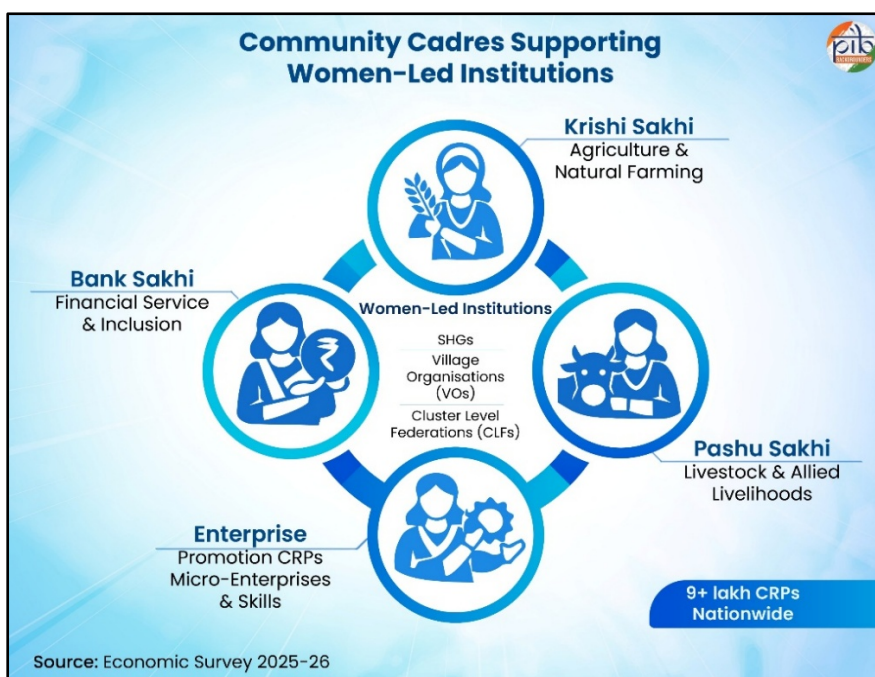 Community Cadres Supporting
Women-Led Institutions
pib
BACKGROUNDERS
Krishi Sakhi
Agriculture &
Natural Farming
Bank Sakhi
Financial Service
& Inclusion
Women-Led Institutions
SHGs
Village
Organisations
(VOs)
Cluster Level
Federations (CLFs)
Pashu Sakhi
Livestock & Allied
Livelihoods
Enterprise
Promotion CRPs
Micro-Enterprises
& Skills
9+ lakh CRPs
Nationwide
Source: Economic Survey 2025-26